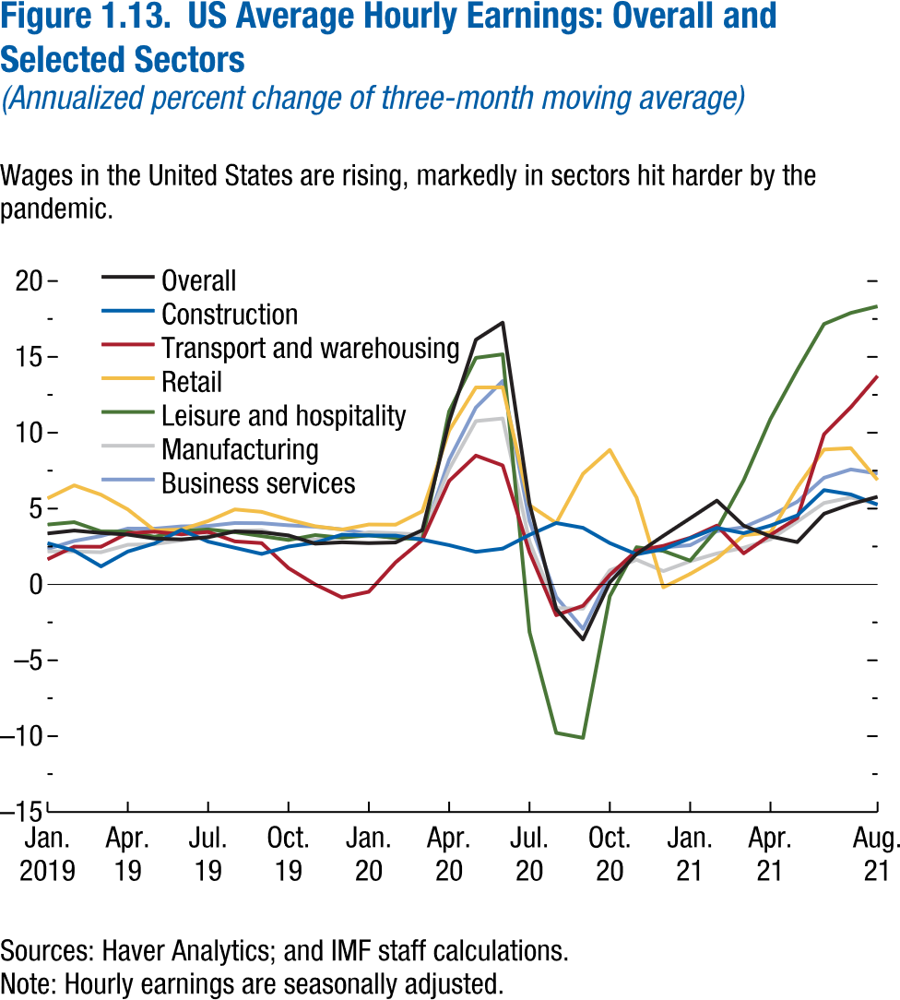 Figure 1.13. US Average Hourly Earnings: Overall and
Selected Sectors
(Annualized percent change of three-month moving average)
Wages in the United States are rising, markedly in sectors hit harder by the
pandemic.
20
15
10
5
0
–5
–10
–15
Overall
Construction
Transport and warehousing
Retail
Leisure and hospitality
Manufacturing
Business services
Jan. Apr. Jul. Oct. Jan. Apr. Jul. Oct. Jan. Apr. Aug.
2019 19 19 19 20 20 20 20 21 21 21
Sources: Haver Analytics; and IMF staff calculations.
Note: Hourly earnings are seasonally adjusted.